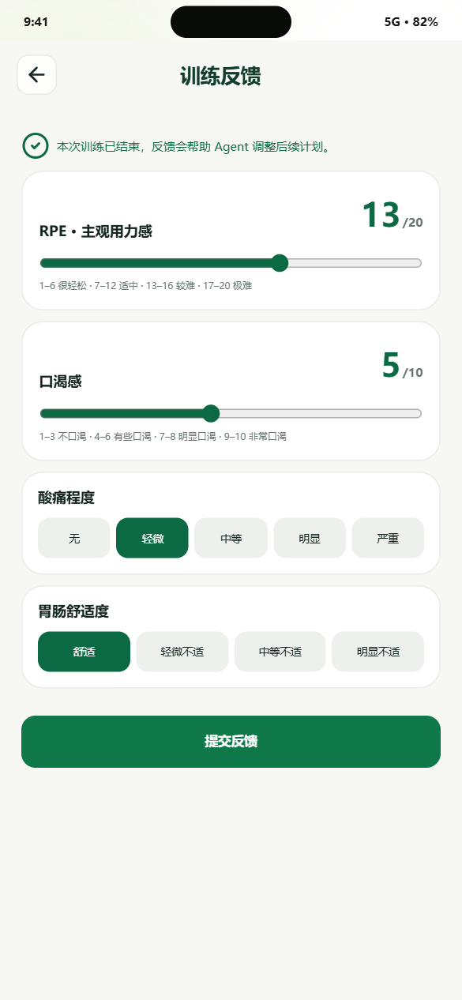 9:41
5G • 82%
训练反馈
本次训练已结束，反馈会帮助 Agent 调整后续计划。
13/20
RPE · 主观用力感
1–6 很轻松 · 7–12 适中 · 13–16 较难 · 17–20 极难
5/10
口渴感
1–3 不口渴 · 4–6 有些口渴 · 7–8 明显口渴 · 9–10 非常口渴
酸痛程度
无 轻微 中等 明显 严重
胃肠舒适度
舒适 轻微不适 中等不适 明显不适
提交反馈